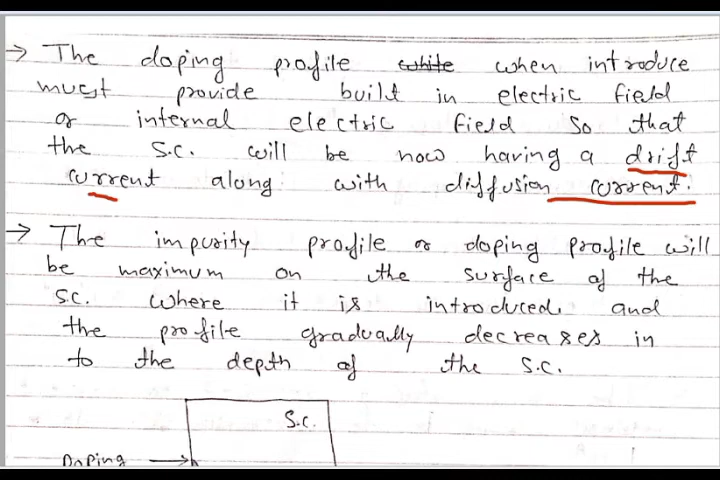 → The doping profile white when introduce
must provide built in electric field
or internal electric field so that
the S.C. will be now having a drift
current along with diffusion current.
→ The impurity profile or doping profile will
be maximum on the surface of the
S.C. where it is introduced. and
the profile gradually decreases in
to the depth of the S.C.
S.C.
Doping →